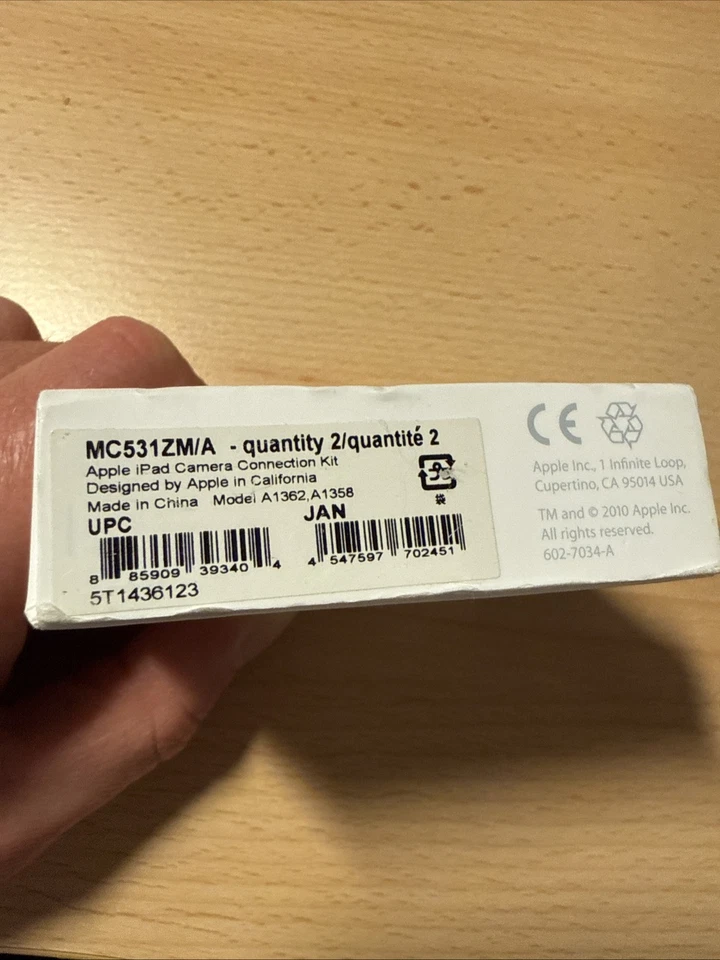 MC531ZM/A - quantity 2/quantité 2
Apple iPad Camera Connection Kit
Designed by Apple in California
Made in China Model A1362,A1358
UPC
JAN
8 85909 39340 4
4 547597 702451
5T1436123
袋
CE
Apple Inc., 1 Infinite Loop,
Cupertino, CA 95014 USA
TM and © 2010 Apple Inc.
All rights reserved.
602-7034-A